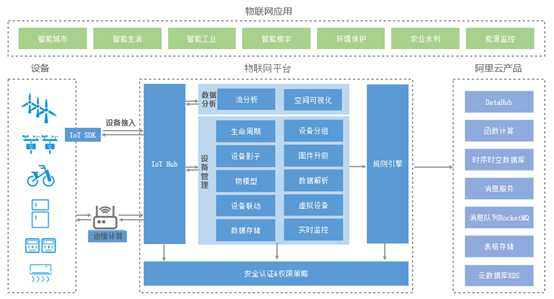 物联网应用
智能城市
智能生活
智能工业
智能楼宇
环境保护
农业水利
能源监控
设备
物联网平台
阿里云产品
IoT SDK
设备接入
边缘计算
IoT Hub
数据分析
流分析
空间可视化
设备管理
生命周期
设备分组
设备影子
固件升级
物模型
数据解析
设备联动
虚拟设备
数据存储
实时监控
规则引擎
安全认证&权限策略
DataHub
函数计算
时序时空数据库
消息服务
消息队列RocketMQ
表格存储
云数据库RDS